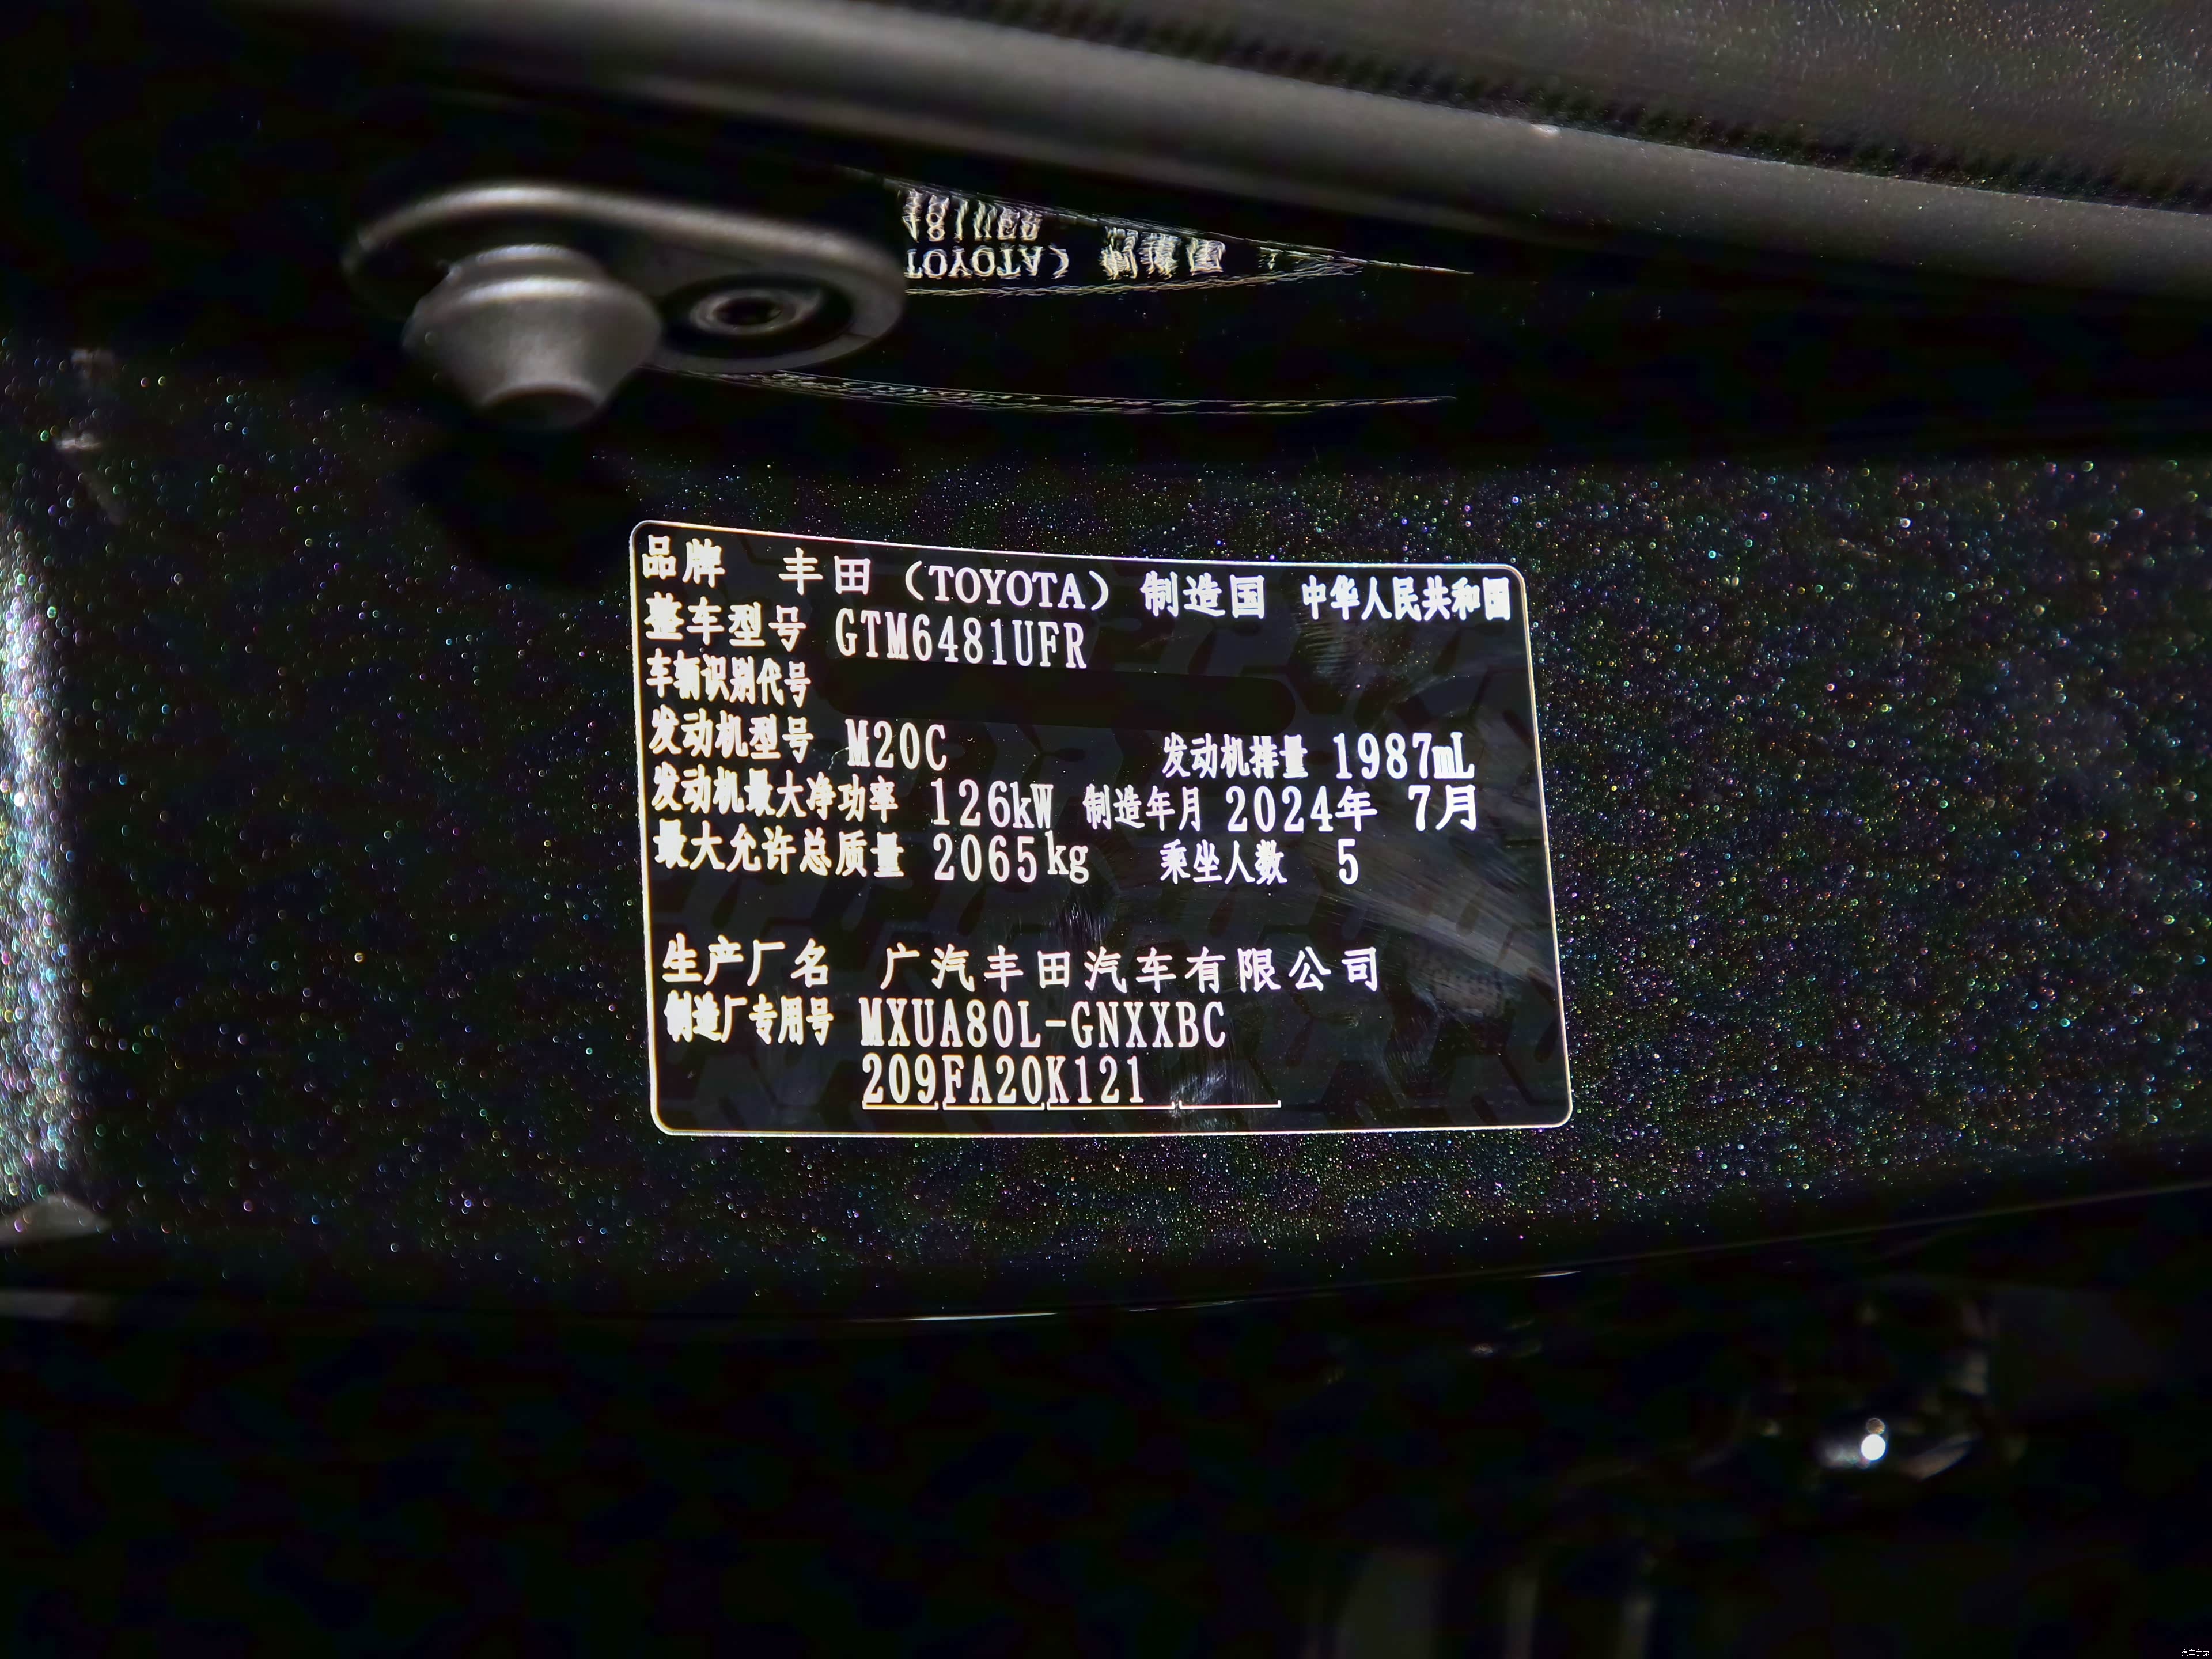 品牌 丰田（TOYOTA） 制造国 中华人民共和国
整车型号 GTM6481UFR
车辆识别代号
发动机型号 M20C 发动机排量 1987mL
发动机最大净功率 126kW 制造年月 2024年 7月
最大允许总质量 2065kg 乘坐人数 5
生产厂名 广汽丰田汽车有限公司
制造厂专用号 MXUA80L-GNXXBC
209FA20K121
汽车之家